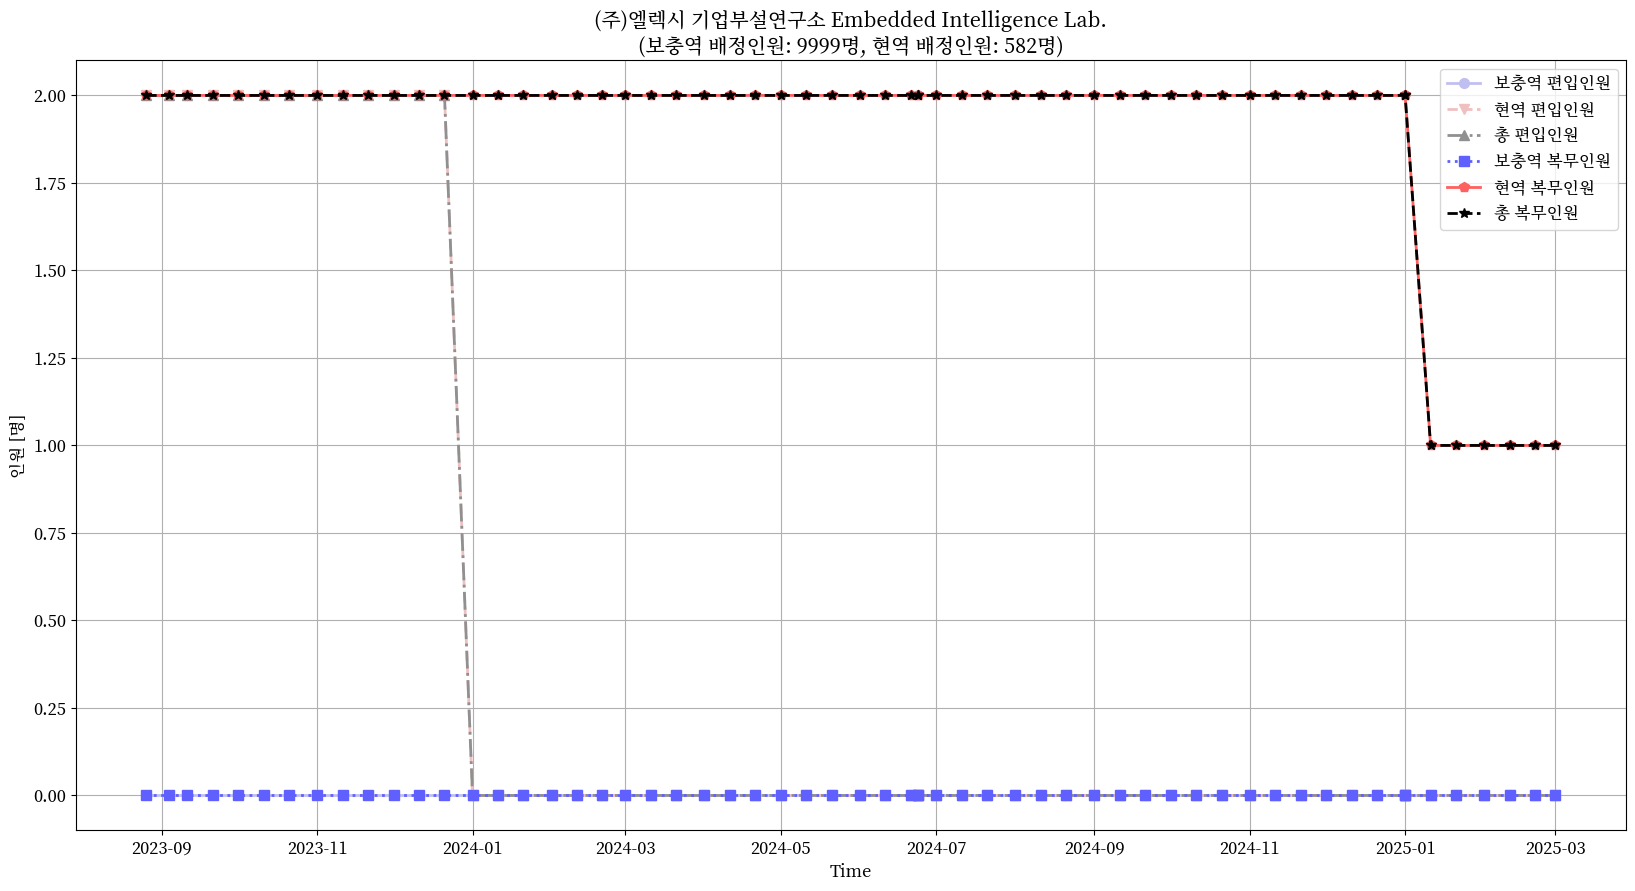 (주)엘렉시 기업부설연구소 Embedded Intelligence Lab.
(보충역 배정인원: 9999명, 현역 배정인원: 582명)
보충역 편입인원
현역 편입인원
총 편입인원
보충역 복무인원
현역 복무인원
총 복무인원
인원 [명]
2.00
1.75
1.50
1.25
1.00
0.75
0.50
0.25
0.00
2023-09 2023-11 2024-01 2024-03 2024-05 2024-07 2024-09 2024-11 2025-01 2025-03
Time